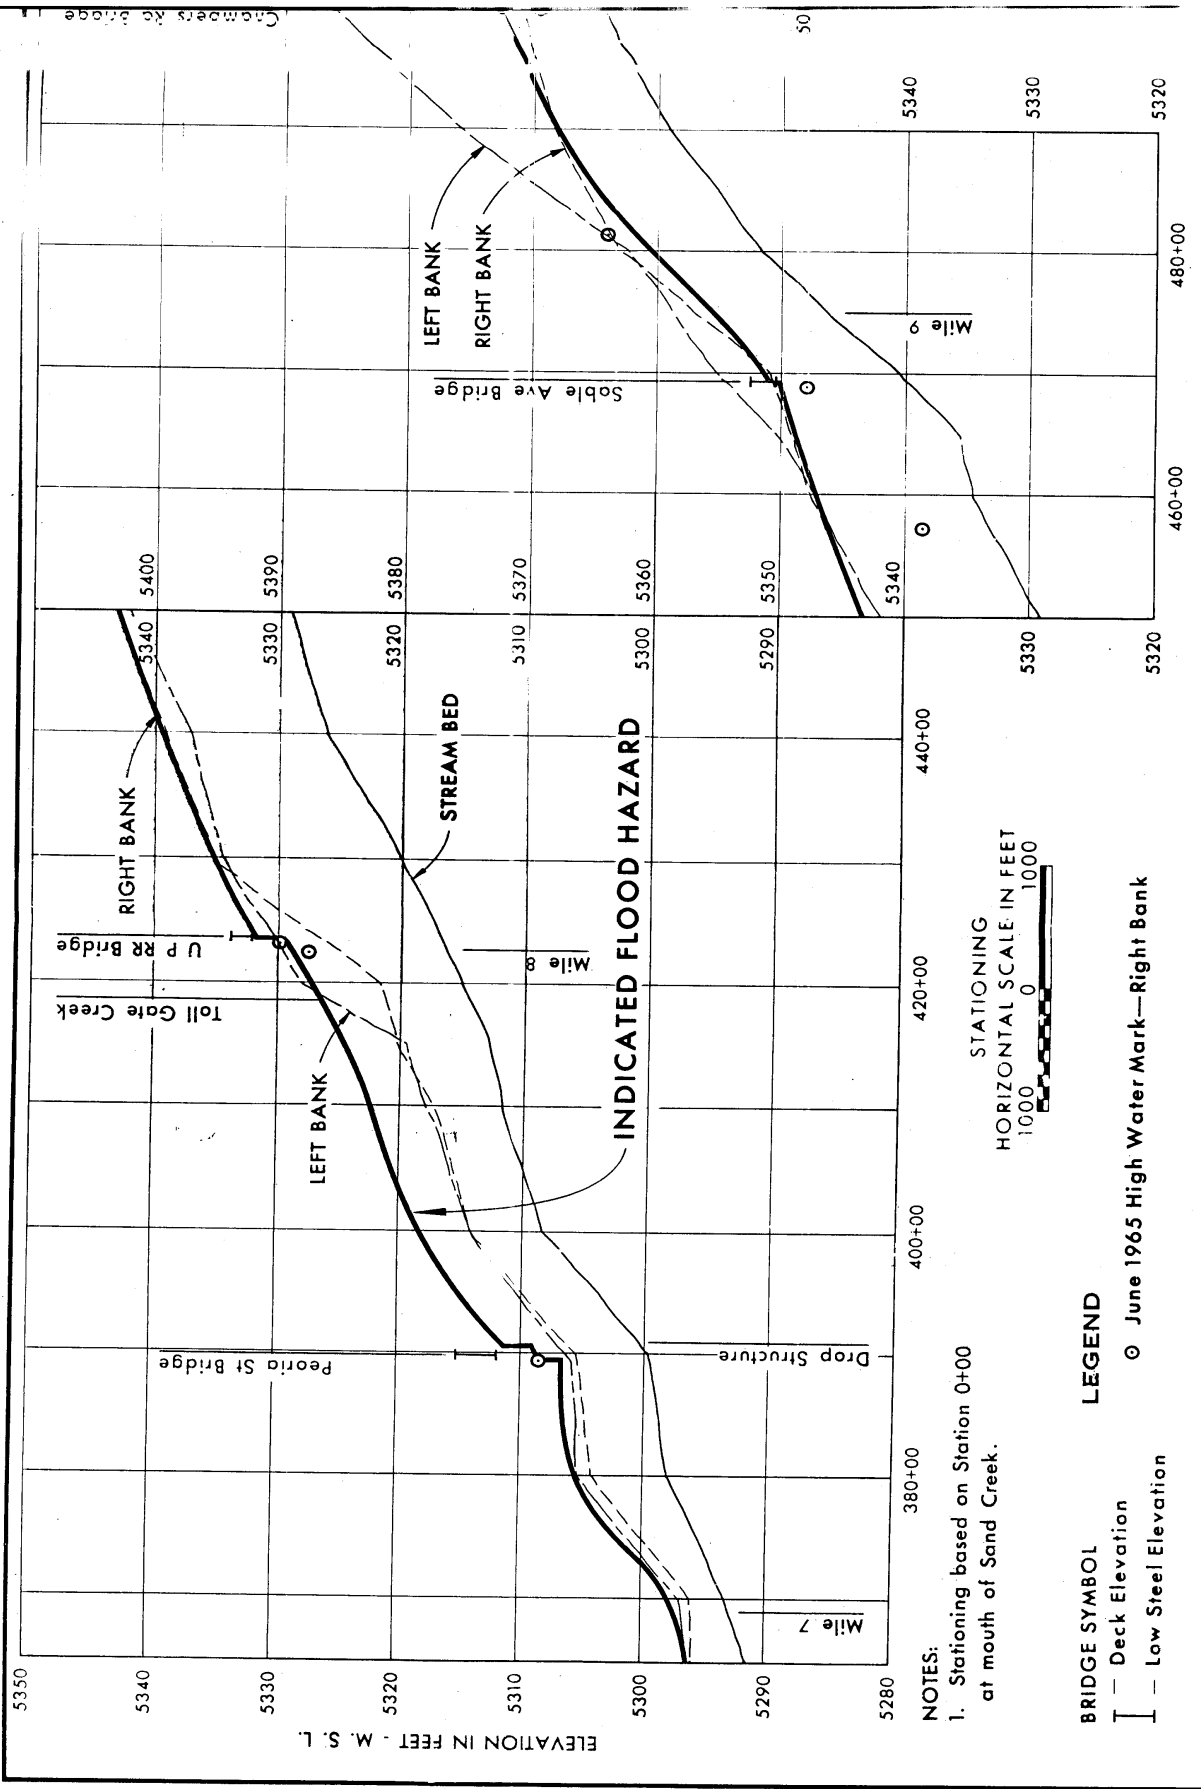 Chambers Rd Bridge
50
5340
5330
5320
LEFT BANK
RIGHT BANK
Sable Ave Bridge
Mile 9
480+00
460+00
5400
5390
5380
5370
5360
5350
5340
5330
5320
5340
5330
5320
5310
5300
5290
RIGHT BANK
U P RR Bridge
Toll Gate Creek
LEFT BANK
STREAM BED
INDICATED FLOOD HAZARD
Mile 8
Peoria St Bridge
Drop Structure
Mile 7
440+00
420+00
400+00
380+00
5350
5340
5330
5320
5310
5300
5290
5280
ELEVATION IN FEET - M. S. L.
STATIONING
HORIZONTAL SCALE IN FEET
1000 0 1000
NOTES:
1. Stationing based on Station 0+00
at mouth of Sand Creek.
LEGEND
BRIDGE SYMBOL
Deck Elevation
Low Steel Elevation
June 1965 High Water Mark—Right Bank